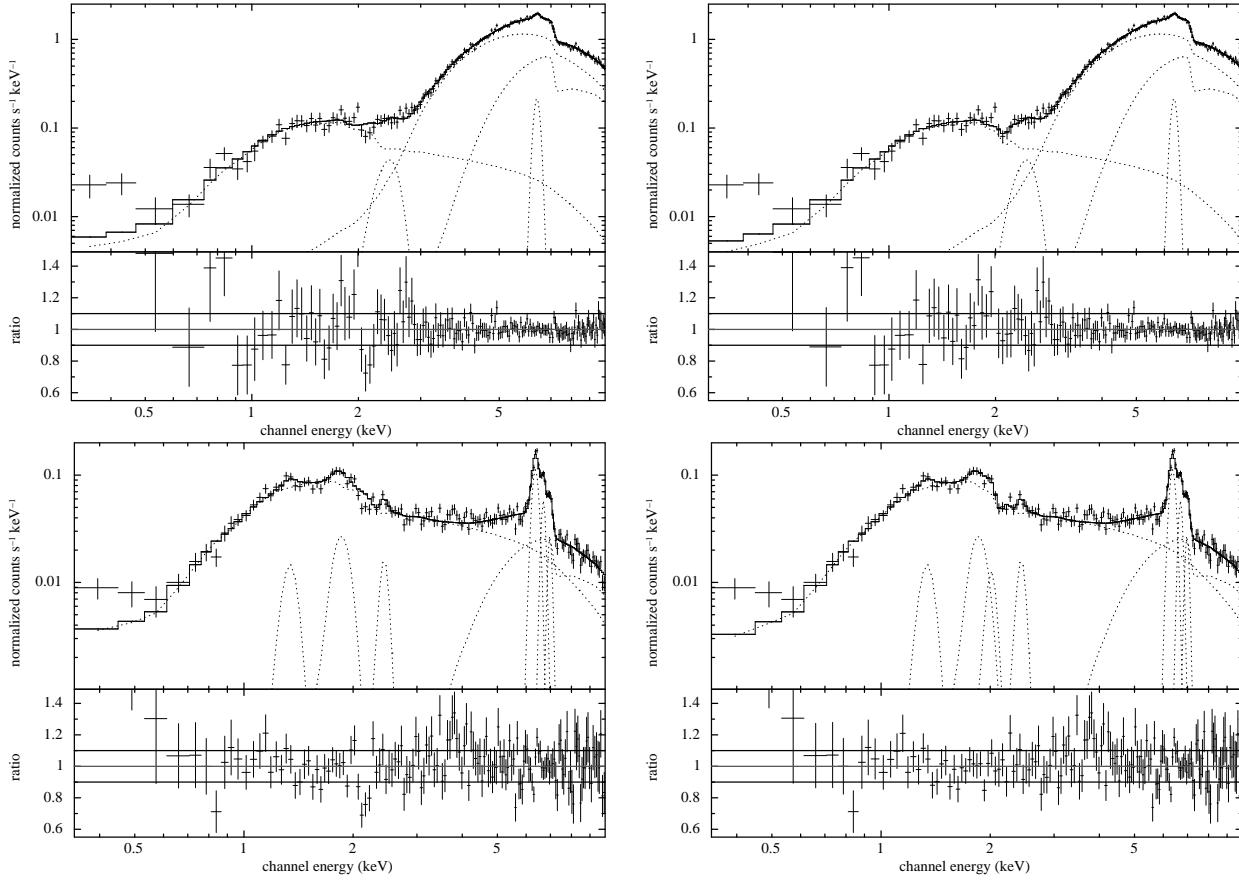 normalized counts s⁻¹ keV⁻¹
1
0.1
0.01
ratio
1.4
1.2
1
0.8
0.6
0.5 1 2 5
channel energy (keV)
normalized counts s⁻¹ keV⁻¹
1
0.1
0.01
ratio
1.4
1.2
1
0.8
0.6
0.5 1 2 5
channel energy (keV)
normalized counts s⁻¹ keV⁻¹
0.1
0.01
ratio
1.4
1.2
1
0.8
0.6
0.5 1 2 5
channel energy (keV)
normalized counts s⁻¹ keV⁻¹
0.1
0.01
ratio
1.4
1.2
1
0.8
0.6
0.5 1 2 5
channel energy (keV)